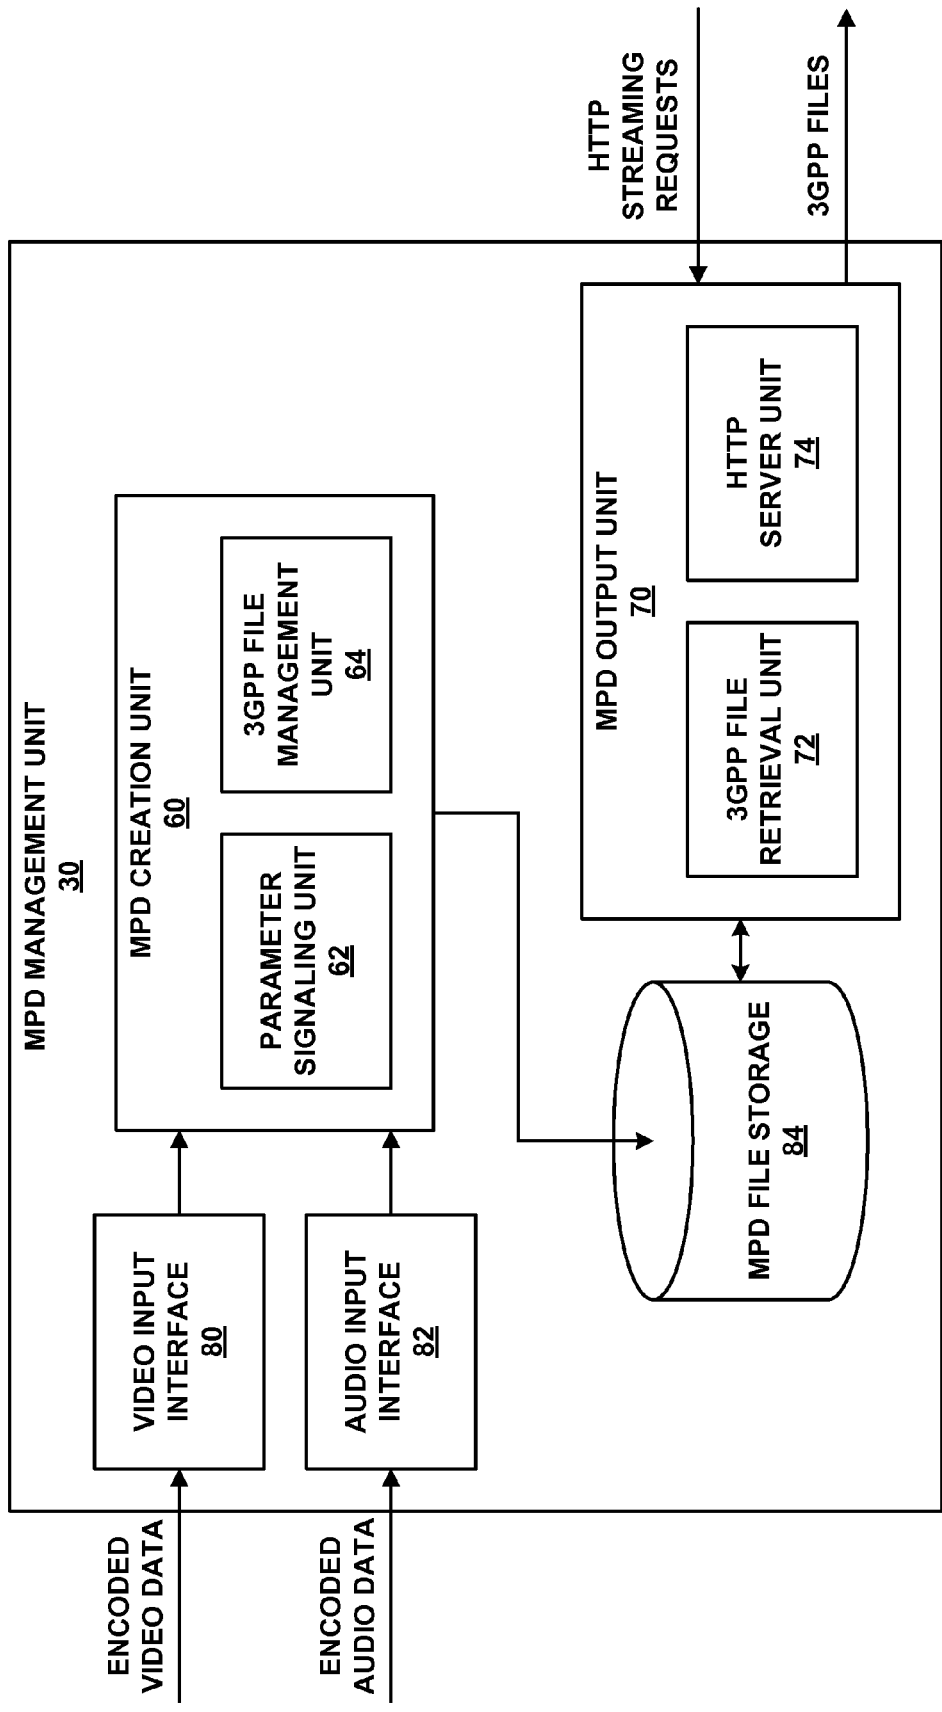 MPD MANAGEMENT UNIT
30
MPD CREATION UNIT
60
PARAMETER
SIGNALING UNIT
62
3GPP FILE
MANAGEMENT
UNIT
64
ENCODED
VIDEO DATA
VIDEO INPUT
INTERFACE
80
ENCODED
AUDIO DATA
AUDIO INPUT
INTERFACE
82
MPD FILE STORAGE
84
MPD OUTPUT UNIT
70
3GPP FILE
RETRIEVAL UNIT
72
HTTP
SERVER UNIT
74
HTTP
STREAMING
REQUESTS
3GPP FILES